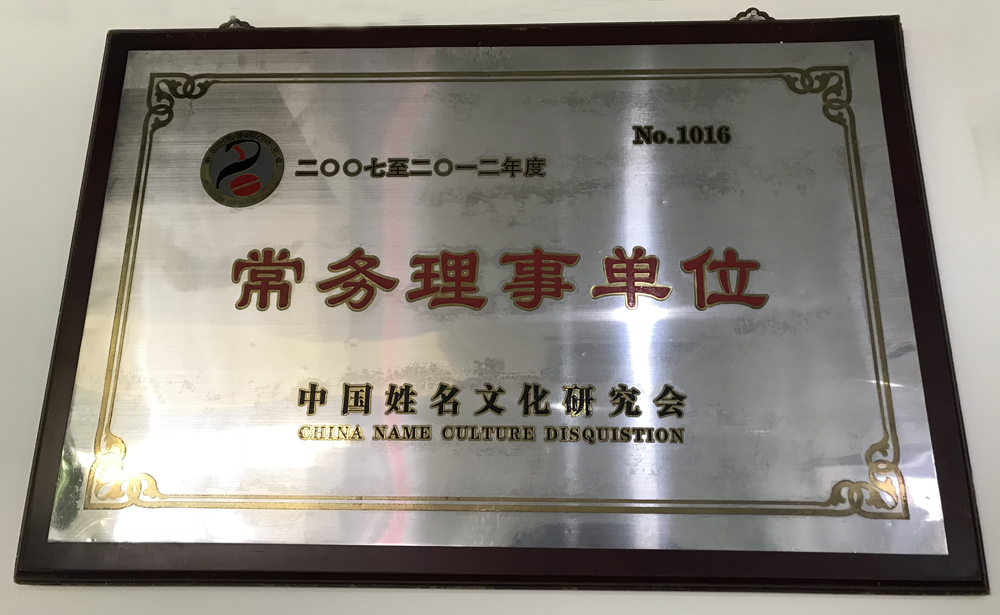 No.1016
二〇〇七至二〇一二年度
常务理事单位
中国姓名文化研究会
CHINA NAME CULTURE DISQUISTION